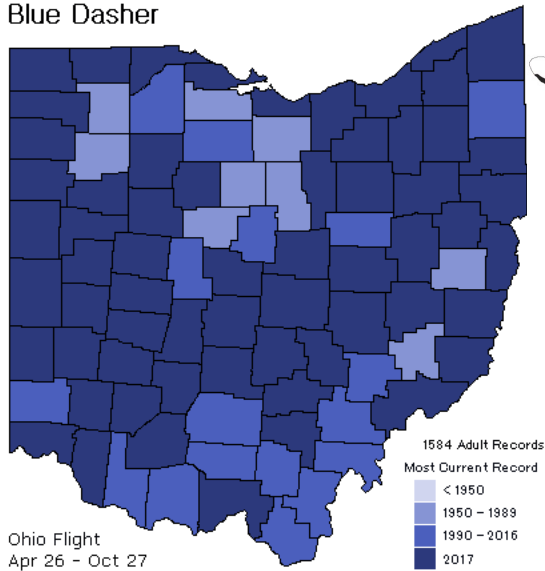 Blue Dasher
1584 Adult Records
Most Current Record
< 1950
1950 - 1989
1990 - 2016
2017
Ohio Flight
Apr 26 - Oct 27